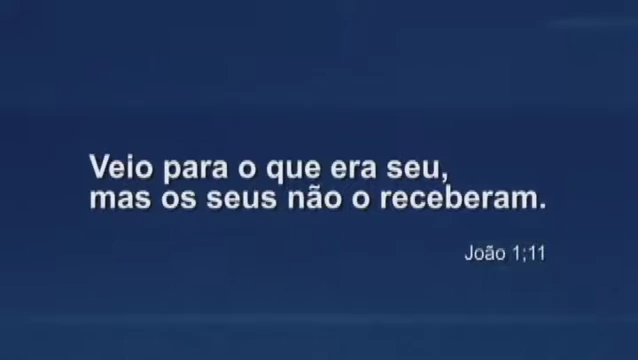 Veio para o que era seu,
mas os seus não o receberam.
João 1;11